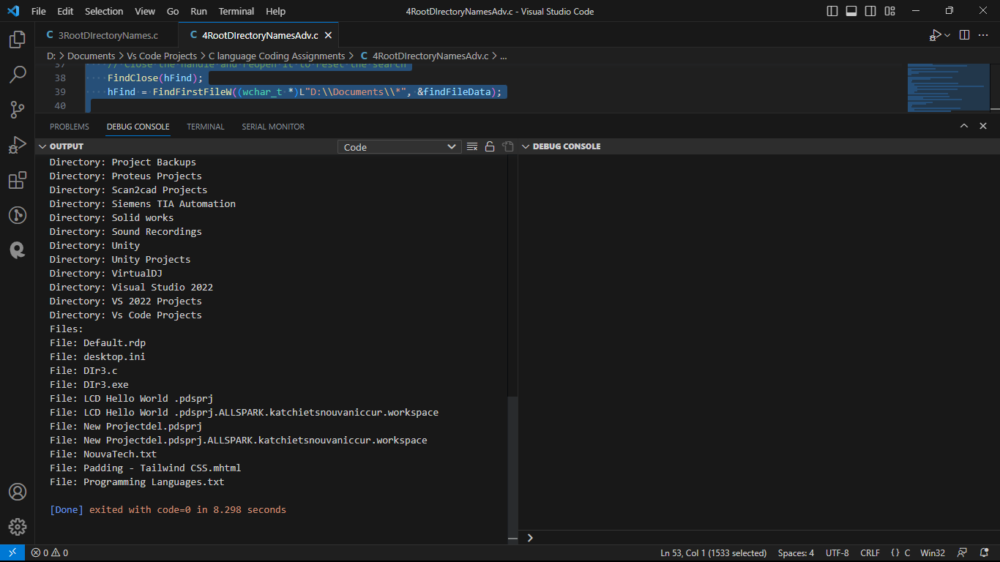 File Edit Selection View Go Run Terminal Help 4RootDIrectoryNamesAdv.c - Visual Studio Code
C 3RootDIrectoryNames.c C 4RootDIrectoryNamesAdv.c
D: > Documents > Vs Code Projects > C language Coding Assignments > C 4RootDIrectoryNamesAdv.c > ...
37 // Close the handle and reopen it to reset the search
38 FindClose(hFind);
39 hFind = FindFirstFileW((wchar_t *)L"D:\\Documents\\*", &findFileData);
40
PROBLEMS DEBUG CONSOLE TERMINAL SERIAL MONITOR
OUTPUT Code DEBUG CONSOLE
Directory: Project Backups
Directory: Proteus Projects
Directory: Scan2cad Projects
Directory: Siemens TIA Automation
Directory: Solid works
Directory: Sound Recordings
Directory: Unity
Directory: Unity Projects
Directory: VirtualDJ
Directory: Visual Studio 2022
Directory: VS 2022 Projects
Directory: Vs Code Projects
Files:
File: Default.rdp
File: desktop.ini
File: DIr3.c
File: DIr3.exe
File: LCD Hello World .pdsprj
File: LCD Hello World .pdsprj.ALLSPARK.katchietsnouvaniccur.workspace
File: New Projectdel.pdsprj
File: New Projectdel.pdsprj.ALLSPARK.katchietsnouvaniccur.workspace
File: NouvaTech.txt
File: Padding - Tailwind CSS.mhtml
File: Programming Languages.txt
[Done] exited with code=0 in 8.298 seconds
0 0 Ln 53, Col 1 (1533 selected) Spaces: 4 UTF-8 CRLF {} C Win32